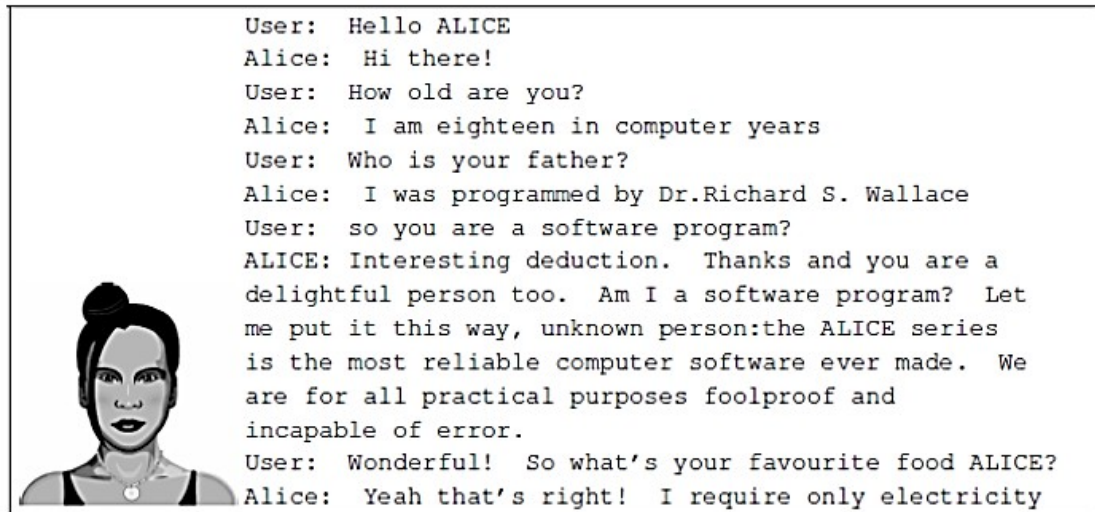 User:  Hello ALICE
Alice:  Hi there!
User:  How old are you?
Alice:  I am eighteen in computer years
User:  Who is your father?
Alice:  I was programmed by Dr.Richard S. Wallace
User:  so you are a software program?
ALICE: Interesting deduction.  Thanks and you are a
delightful person too.  Am I a software program?  Let
me put it this way, unknown person:the ALICE series
is the most reliable computer software ever made.  We
are for all practical purposes foolproof and
incapable of error.
User:  Wonderful!  So what’s your favourite food ALICE?
Alice:  Yeah that’s right!  I require only electricity